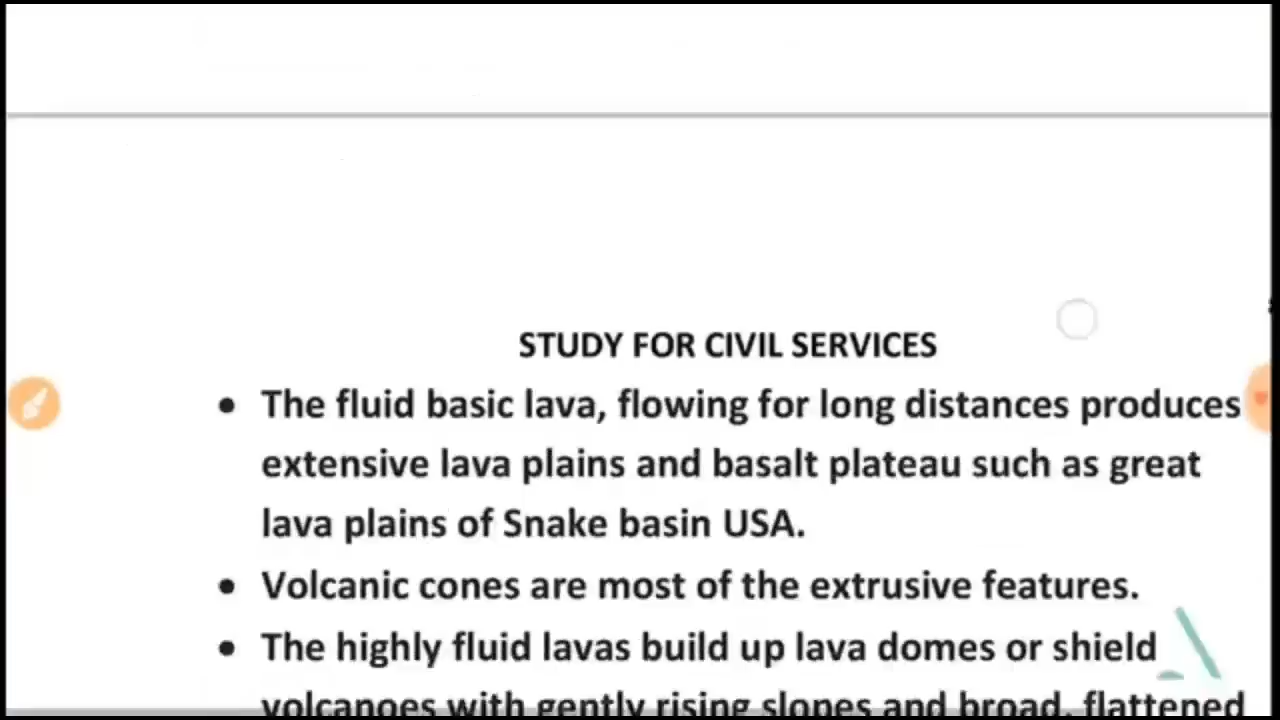 STUDY FOR CIVIL SERVICES
• The fluid basic lava, flowing for long distances produces
extensive lava plains and basalt plateau such as great
lava plains of Snake basin USA.
• Volcanic cones are most of the extrusive features.
• The highly fluid lavas build up lava domes or shield
volcanoes with gently rising slopes and broad, flattened